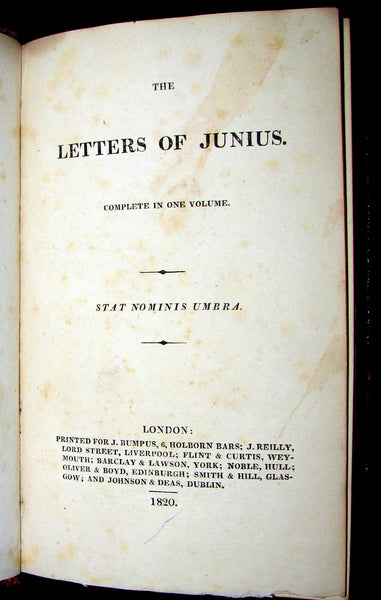 THE
LETTERS OF JUNIUS.
COMPLETE IN ONE VOLUME.
STAT NOMINIS UMBRA.
LONDON:
PRINTED FOR J. BUMPUS, 6, HOLBORN BARS; J. REILLY,
LORD STREET, LIVERPOOL; FLINT & CURTIS, WEY-
MOUTH; BARCLAY & LAWSON, YORK; NOBLE, HULL;
OLIVER & BOYD, EDINBURGH; SMITH & HILL, GLAS-
GOW; AND JOHNSON & DEAS, DUBLIN.
1820.